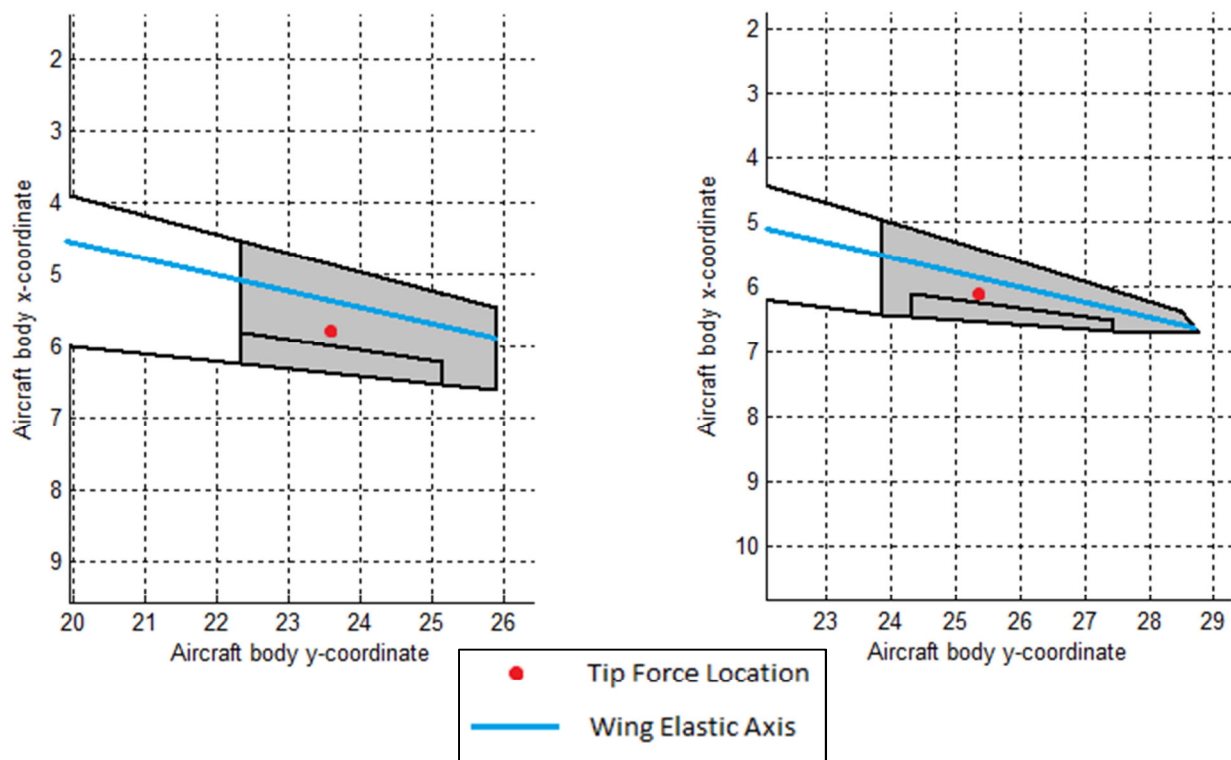 2
3
4
5
6
7
8
9
20 21 22 23 24 25 26
Aircraft body x-coordinate
Aircraft body y-coordinate
2
3
4
5
6
7
8
9
10
23 24 25 26 27 28 29
Aircraft body x-coordinate
Aircraft body y-coordinate
Tip Force Location
Wing Elastic Axis